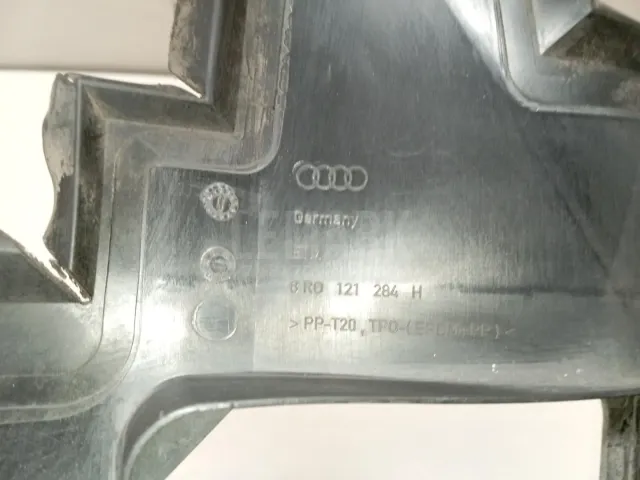 Germany
8R0 121 284 H
>PP-T20, TPO-(EPDM+PP)<